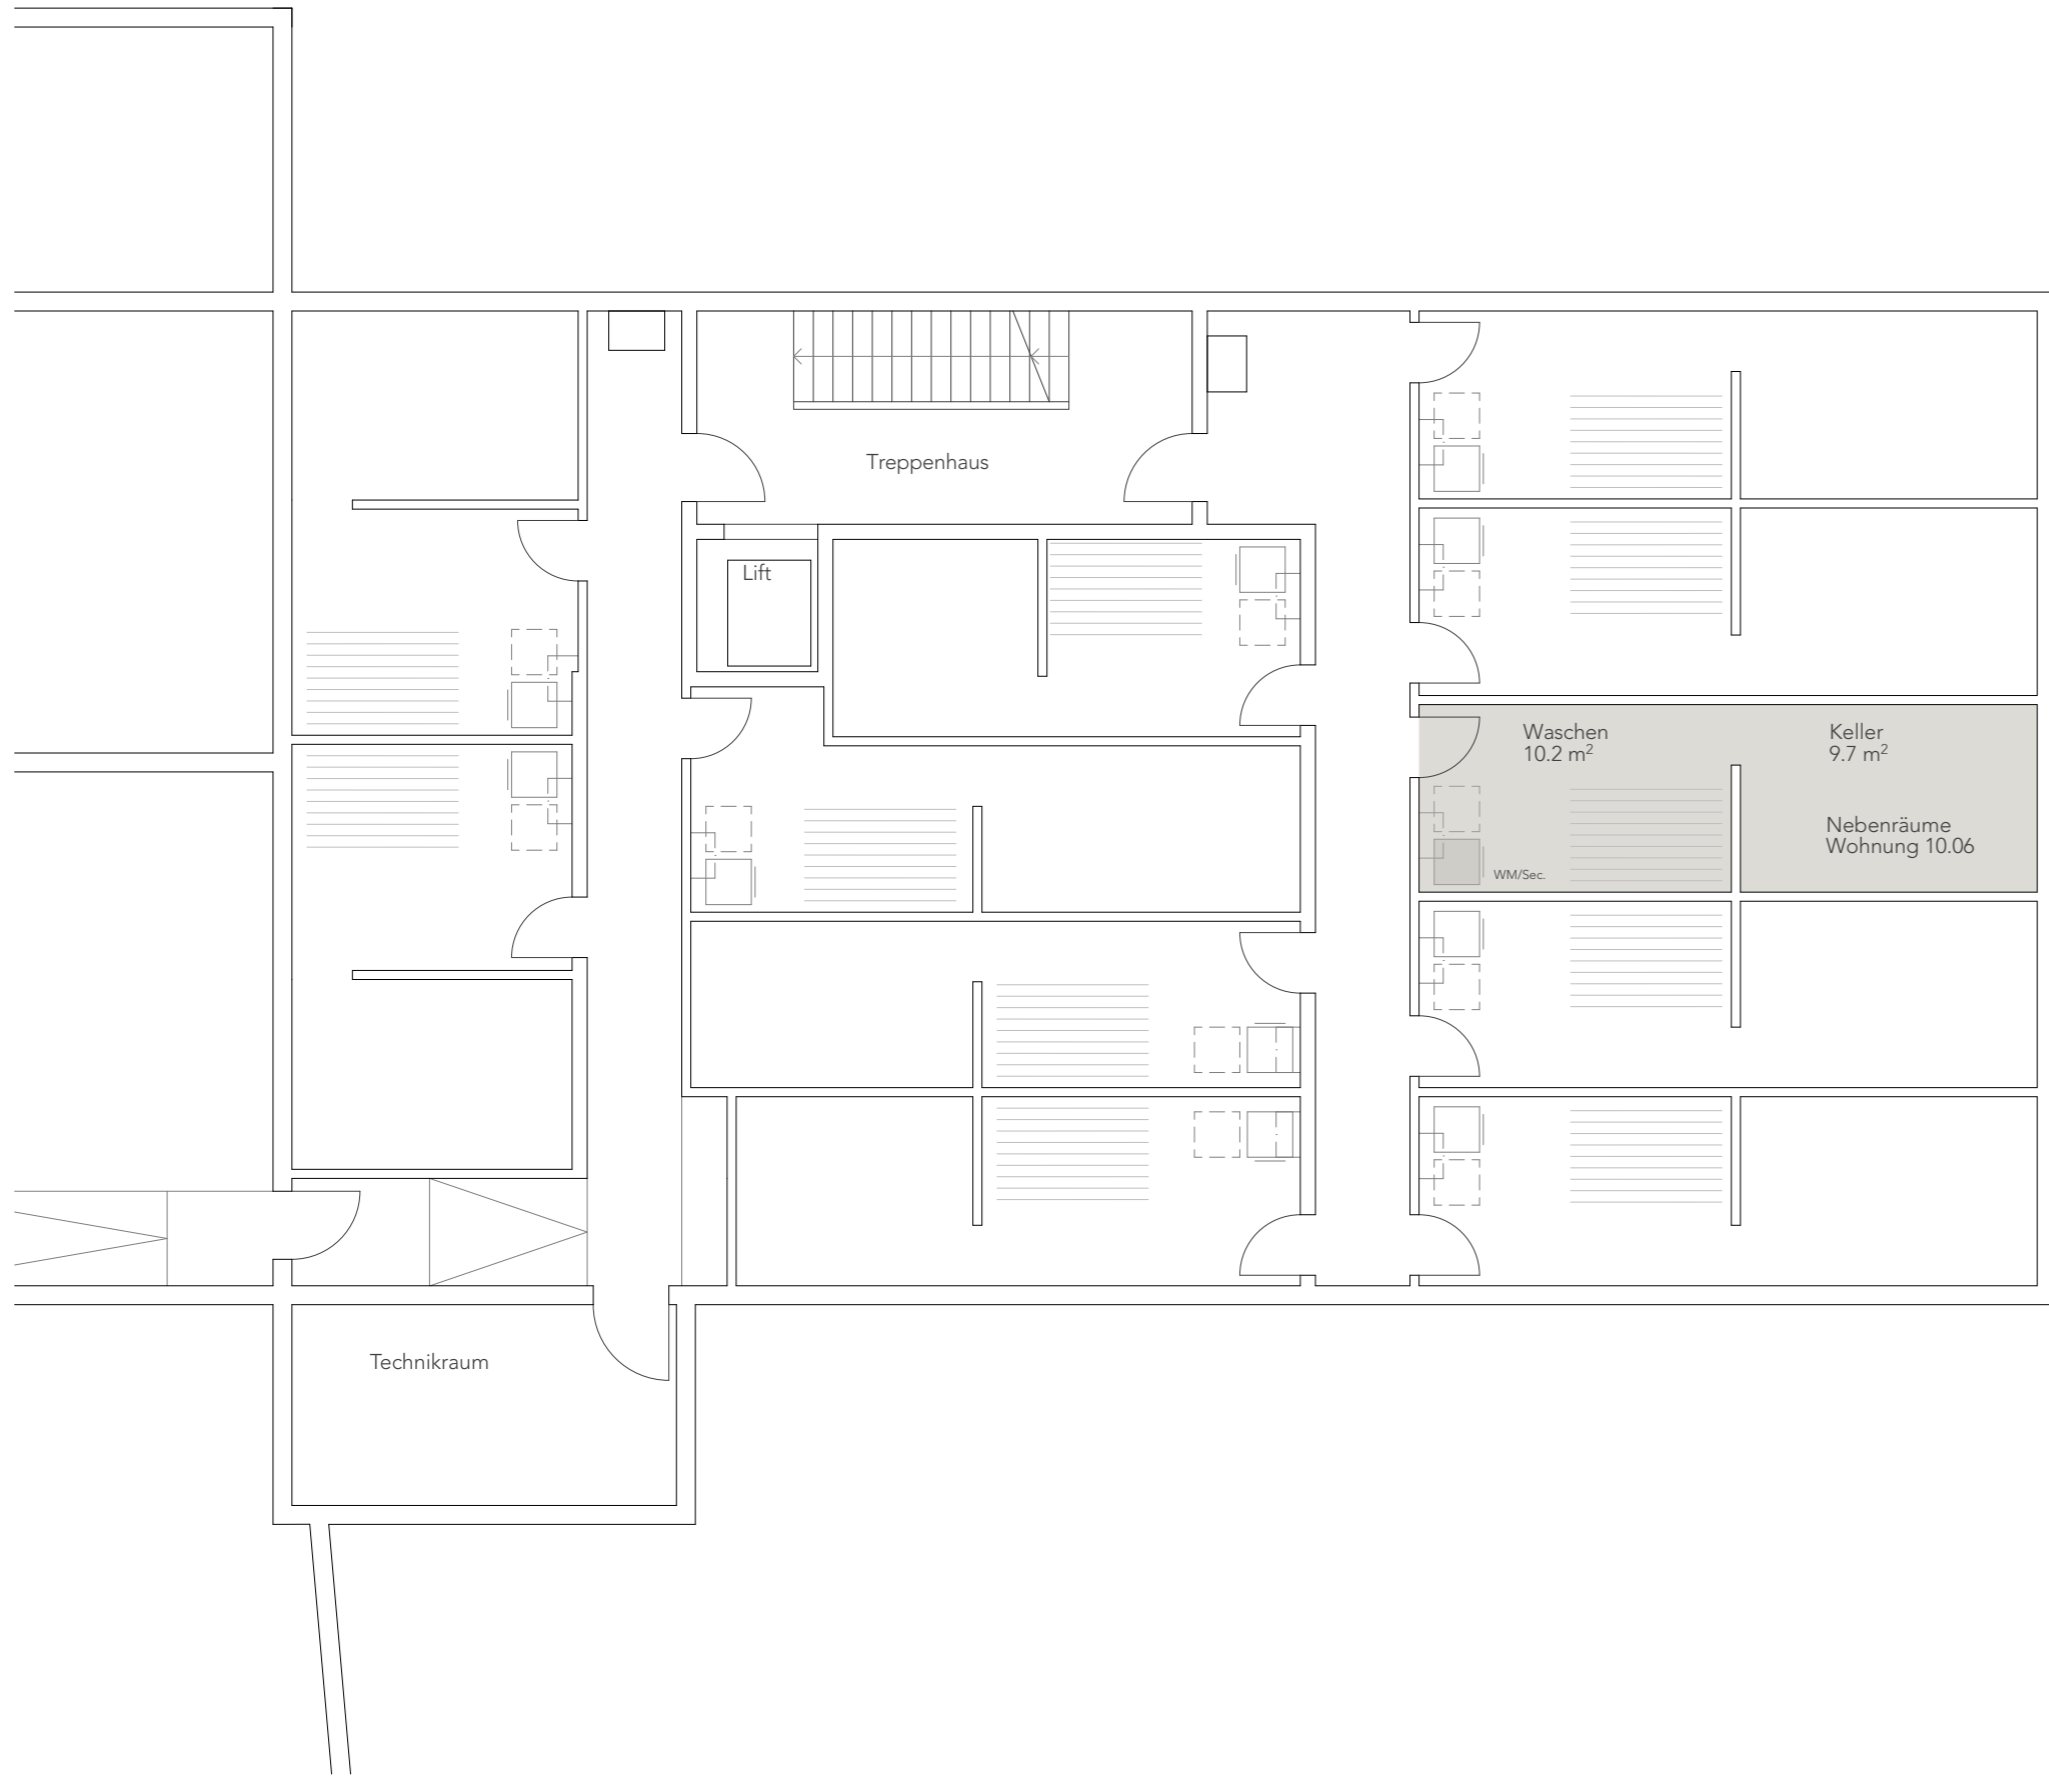 Treppenhaus
Lift
Waschen
10.2 m²
Keller
9.7 m²
Nebenräume
Wohnung 10.06
WM/Sec.
Technikraum